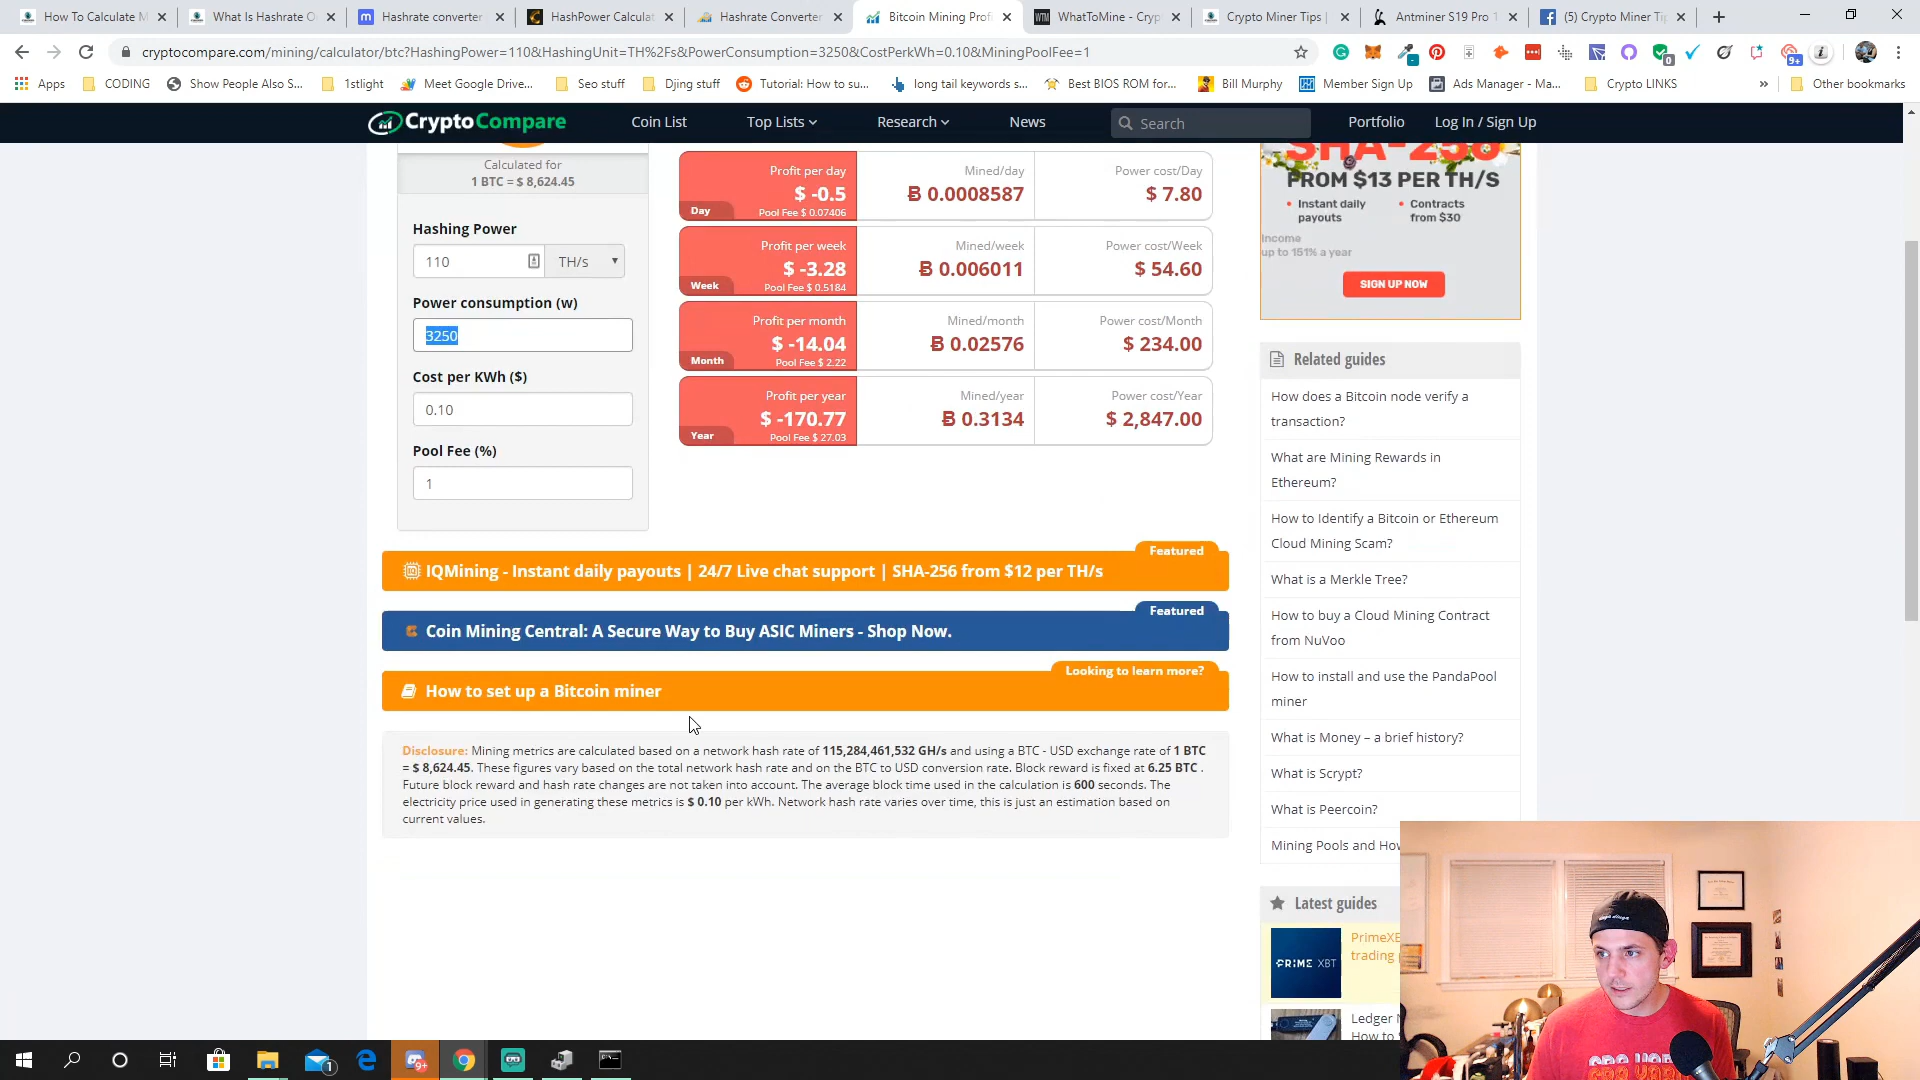 How To Calculate M
What Is Hashrate O
Hashrate converter
HashPower Calculat
Hashrate Converter
Bitcoin Mining Prof
WhatToMine - Cryp
Crypto Miner Tips |
Antminer S19 Pro 1
(5) Crypto Miner Tip
cryptocompare.com/mining/calculator/btc?HashingPower=110&HashingUnit=TH%2Fs&PowerConsumption=3250&CostPerkWh=0.10&MiningPoolFee=1
Apps
CODING
Show People Also S...
1stlight
Meet Google Drive...
Seo stuff
Djing stuff
Tutorial: How to su...
long tail keywords s...
Best BIOS ROM for...
Bill Murphy
Member Sign Up
Ads Manager - Ma...
Crypto LINKS
»
Other bookmarks
CryptoCompare
Coin List
Top Lists
Research
News
Search
Portfolio
Log In / Sign Up
Calculated for
1 BTC = $ 8,624.45
Hashing Power
110
TH/s
Power consumption (w)
3250
Cost per KWh ($)
0.10
Pool Fee (%)
1
Profit per day
$ -0.5
Day
Pool Fee $ 0.07406
Mined/day
Ƀ 0.0008587
Power cost/Day
$ 7.80
Profit per week
$ -3.28
Week
Pool Fee $ 0.5184
Mined/week
Ƀ 0.006011
Power cost/Week
$ 54.60
Profit per month
$ -14.04
Month
Pool Fee $ 2.22
Mined/month
Ƀ 0.02576
Power cost/Month
$ 234.00
Profit per year
$ -170.77
Year
Pool Fee $ 27.03
Mined/year
Ƀ 0.3134
Power cost/Year
$ 2,847.00
Featured
IQMining - Instant daily payouts | 24/7 Live chat support | SHA-256 from $12 per TH/s
Featured
Coin Mining Central: A Secure Way to Buy ASIC Miners - Shop Now.
Looking to learn more?
How to set up a Bitcoin miner
Disclosure: Mining metrics are calculated based on a network hash rate of 115,284,461,532 GH/s and using a BTC - USD exchange rate of 1 BTC
= $ 8,624.45. These figures vary based on the total network hash rate and on the BTC to USD conversion rate. Block reward is fixed at 6.25 BTC .
Future block reward and hash rate changes are not taken into account. The average block time used in the calculation is 600 seconds. The
electricity price used in generating these metrics is $ 0.10 per kWh. Network hash rate varies over time, this is just an estimation based on
current values.
SHA-256
FROM $13 PER TH/S
• Instant daily
payouts
• Contracts
from $30
Income
up to 151% a year
SIGN UP NOW
Related guides
How does a Bitcoin node verify a
transaction?
What are Mining Rewards in
Ethereum?
How to Identify a Bitcoin or Ethereum
Cloud Mining Scam?
What is a Merkle Tree?
How to buy a Cloud Mining Contract
from NuVoo
How to install and use the PandaPool
miner
What is Money – a brief history?
What is Scrypt?
What is Peercoin?
Mining Pools and How
Latest guides
PRIME XBT
PrimeXB
trading
Ledger N
How to S